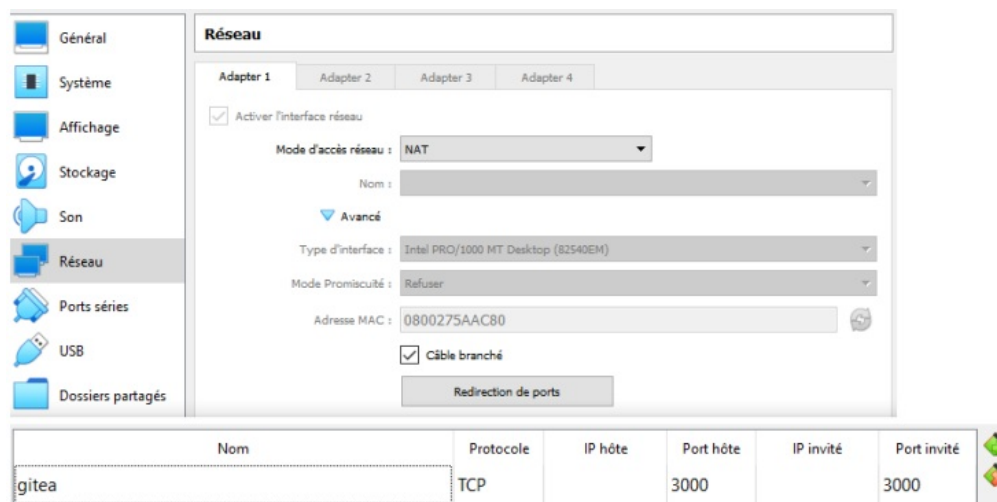 Général
Système
Affichage
Stockage
Son
Réseau
Ports séries
USB
Dossiers partagés
Réseau
Adapter 1 Adapter 2 Adapter 3 Adapter 4
Activer l'interface réseau
Mode d'accès réseau : NAT
Nom :
Avancé
Type d'interface : Intel PRO/1000 MT Desktop (82540EM)
Mode Promiscuité : Refuser
Adresse MAC : 0800275AAC80
Câble branché
Redirection de ports
Nom Protocole IP hôte Port hôte IP invité Port invité
gitea TCP 3000 3000